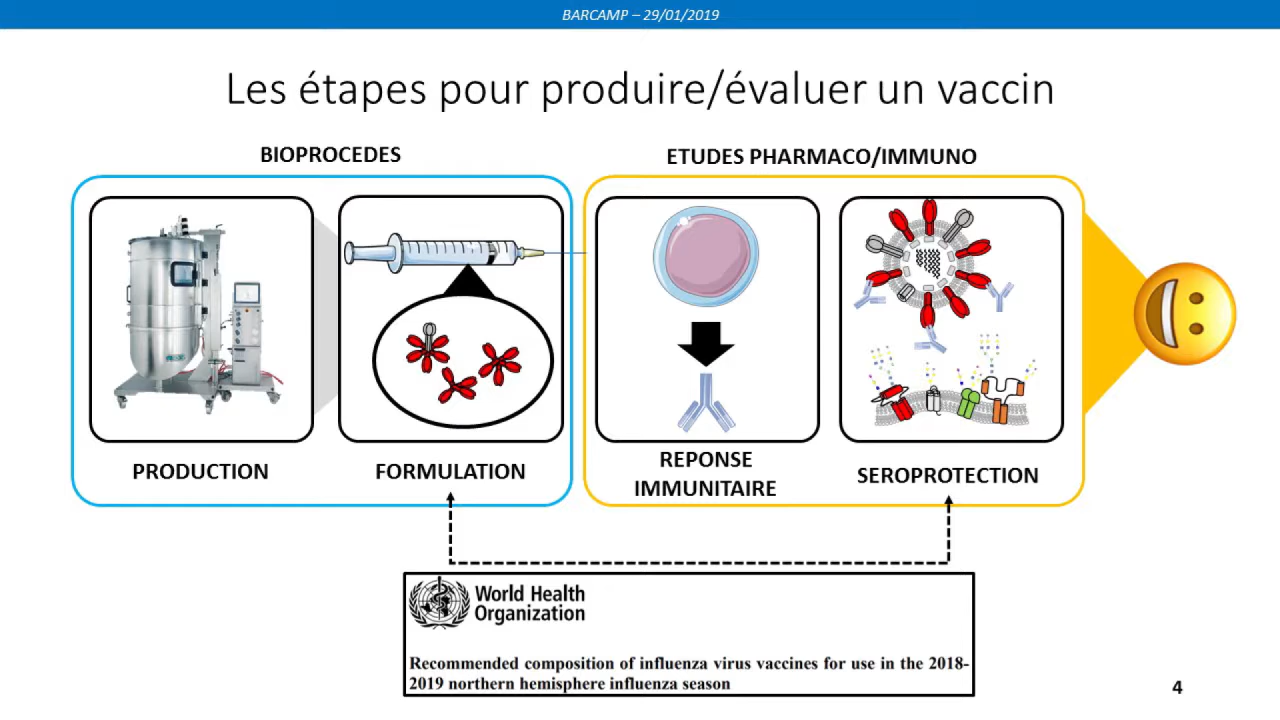 BARCAMP – 29/01/2019
Les étapes pour produire/évaluer un vaccin
BIOPROCEDES
ETUDES PHARMACO/IMMUNO
PRODUCTION
FORMULATION
REPONSE
IMMUNITAIRE
SEROPROTECTION
World Health
Organization
Recommended composition of influenza virus vaccines for use in the 2018-
2019 northern hemisphere influenza season
4